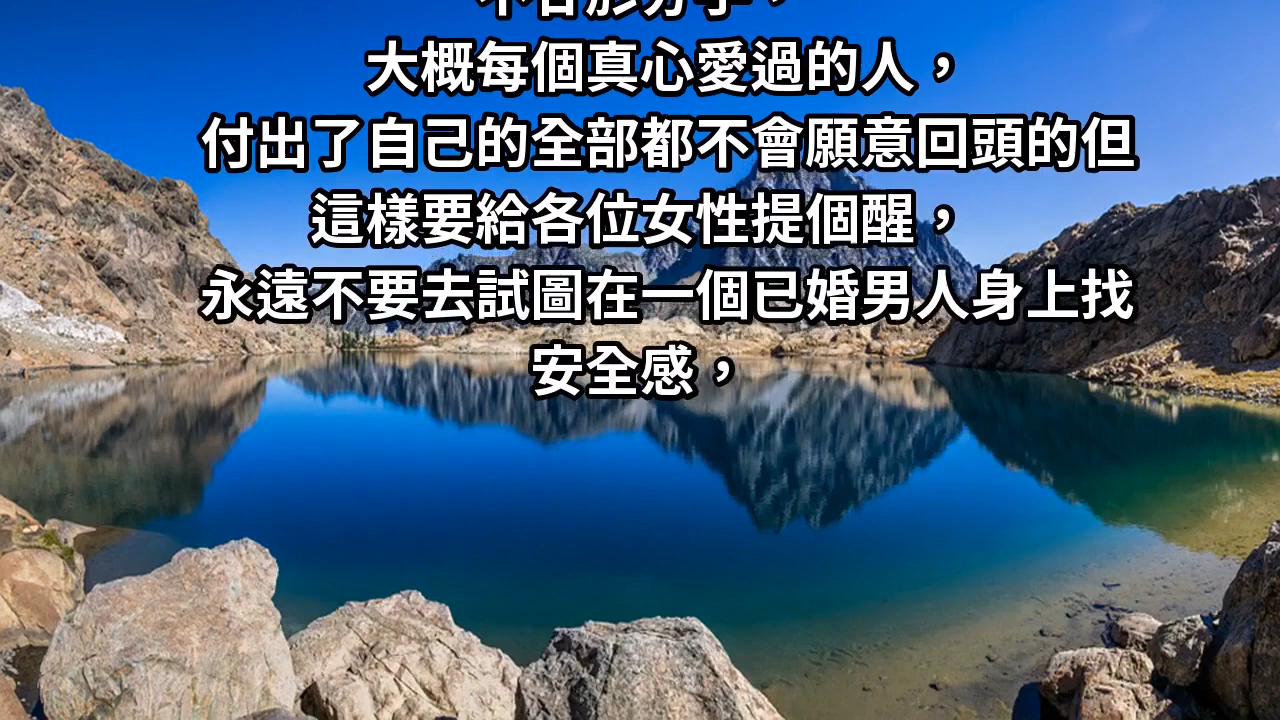 大概每個真心愛過的人，
付出了自己的全部都不會願意回頭的但
這樣要給各位女性提個醒，
永遠不要去試圖在一個已婚男人身上找
安全感，